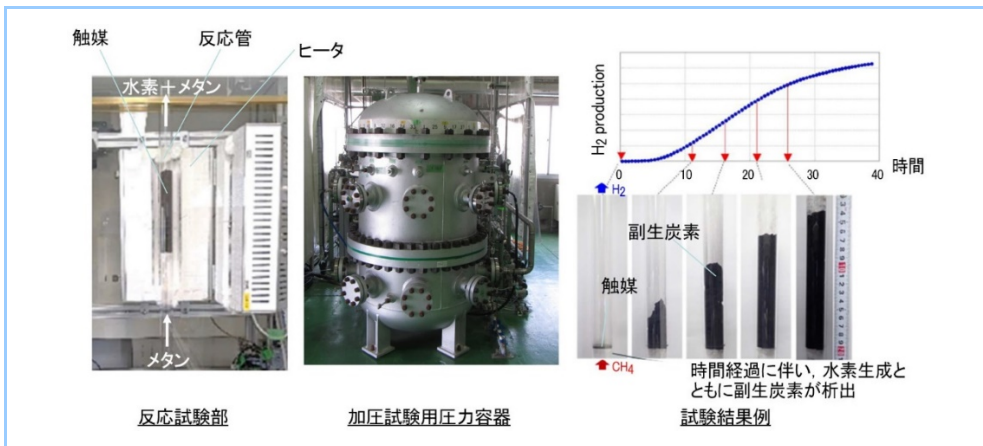 触媒
反応管
ヒータ
水素＋メタン
メタン
反応試験部
加圧試験用圧力容器
H2 production
0 10 20 30 40
時間
H2
副生炭素
触媒
CH4
時間経過に伴い，水素生成と
ともに副生炭素が析出
試験結果例